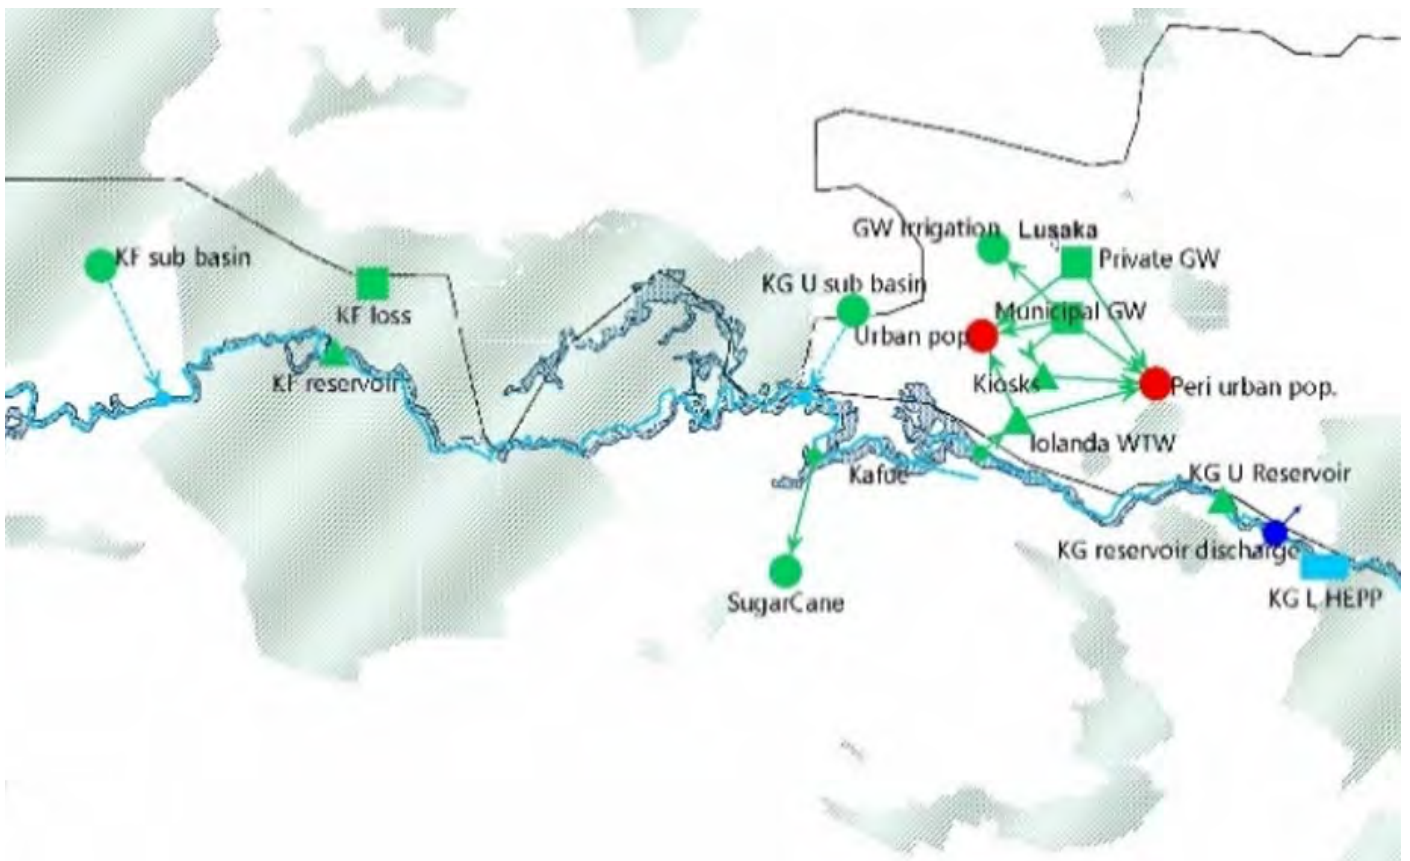 GW Irrigation
Lusaka
KF sub basin
Private GW
KG U sub basin
KF loss
Municipal GW
Urban pop
KF reservoir
Kiosks
Peri urban pop.
Iolanda WTW
Kafue
KG U Reservoir
KG reservoir discharge
SugarCane
KG L HEPP